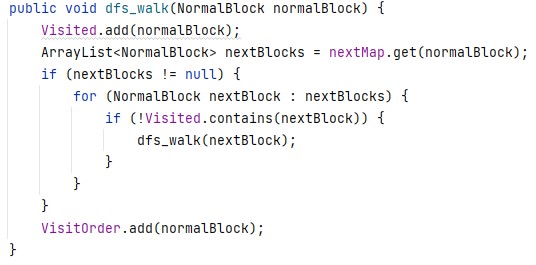 public void dfs_walk(NormalBlock normalBlock) {
    Visited.add(normalBlock);
    ArrayList<NormalBlock> nextBlocks = nextMap.get(normalBlock);
    if (nextBlocks != null) {
        for (NormalBlock nextBlock : nextBlocks) {
            if (!Visited.contains(nextBlock)) {
                dfs_walk(nextBlock);
            }
        }
    }
    VisitOrder.add(normalBlock);
}